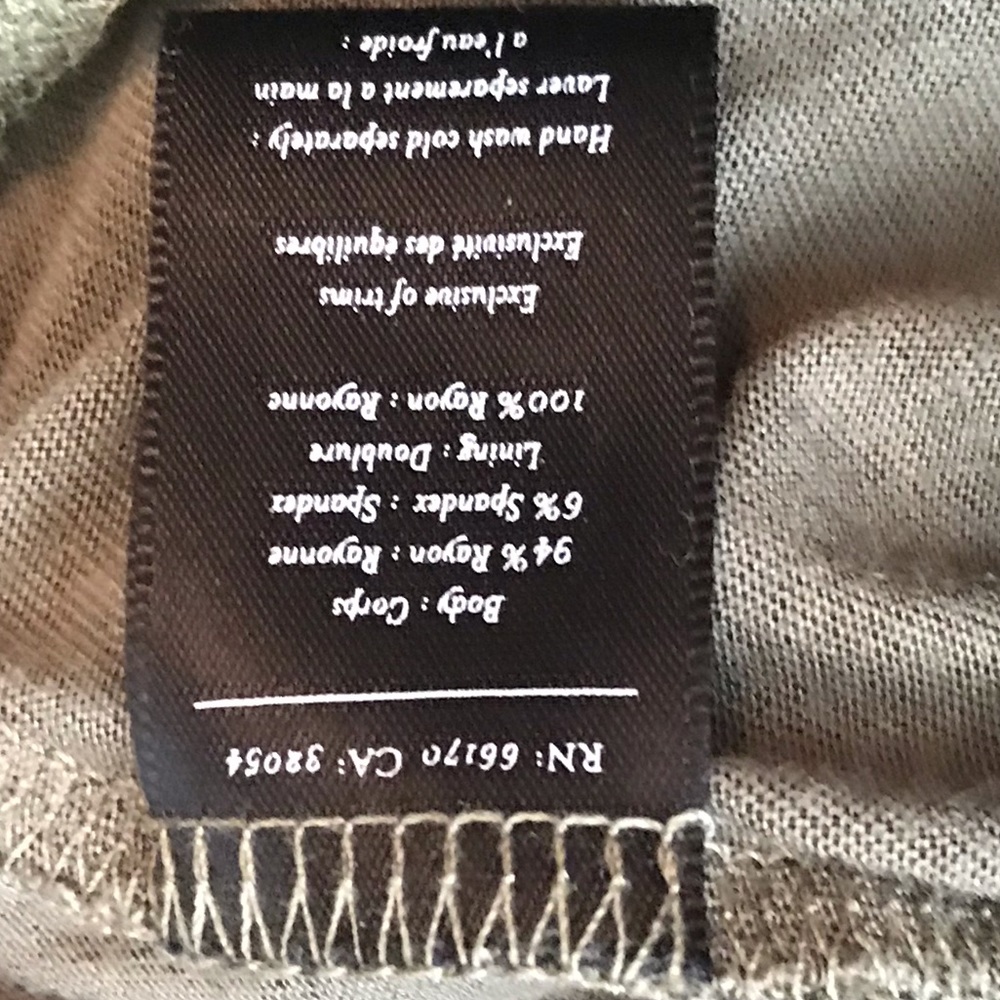 RN: 66170 CA: 32054
Body : Corps
94% Rayon : Rayonne
6% Spandex : Spandex
Lining : Doublure
100% Rayon : Rayonne
Exclusive of trims
Exclusivité des équilibres
Hand wash cold separately :
Laver separement a la main
a l'eau froide :